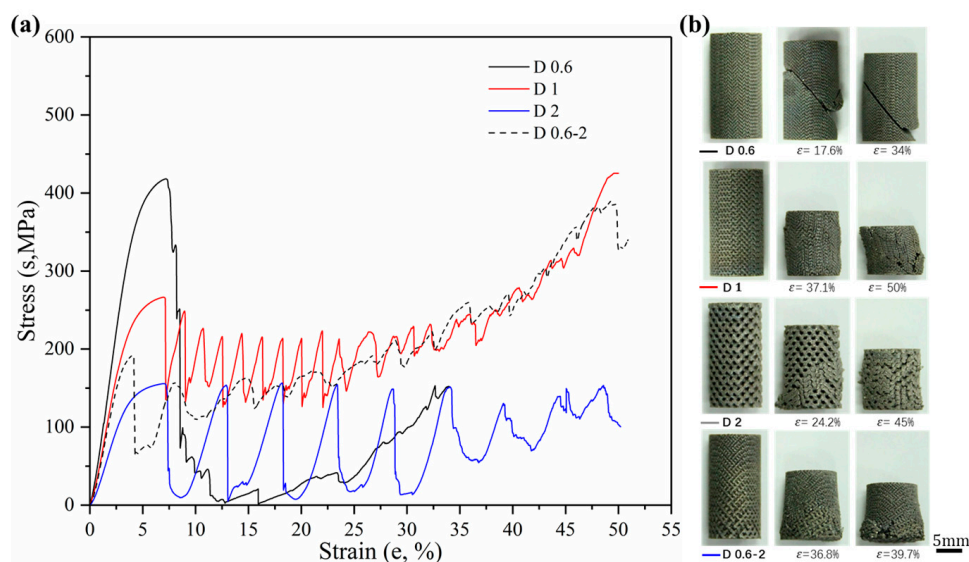 (a)
600
500
400
300
200
100
0
Stress (s,MPa)
0 5 10 15 20 25 30 35 40 45 50
Strain (e, %)
D 0.6
D 1
D 2
D 0.6-2
(b)
D 0.6 ε= 17.6% ε= 34%
D 1 ε= 37.1% ε= 50%
D 2 ε= 24.2% ε= 45%
D 0.6-2 ε=36.8% ε=39.7%
5mm